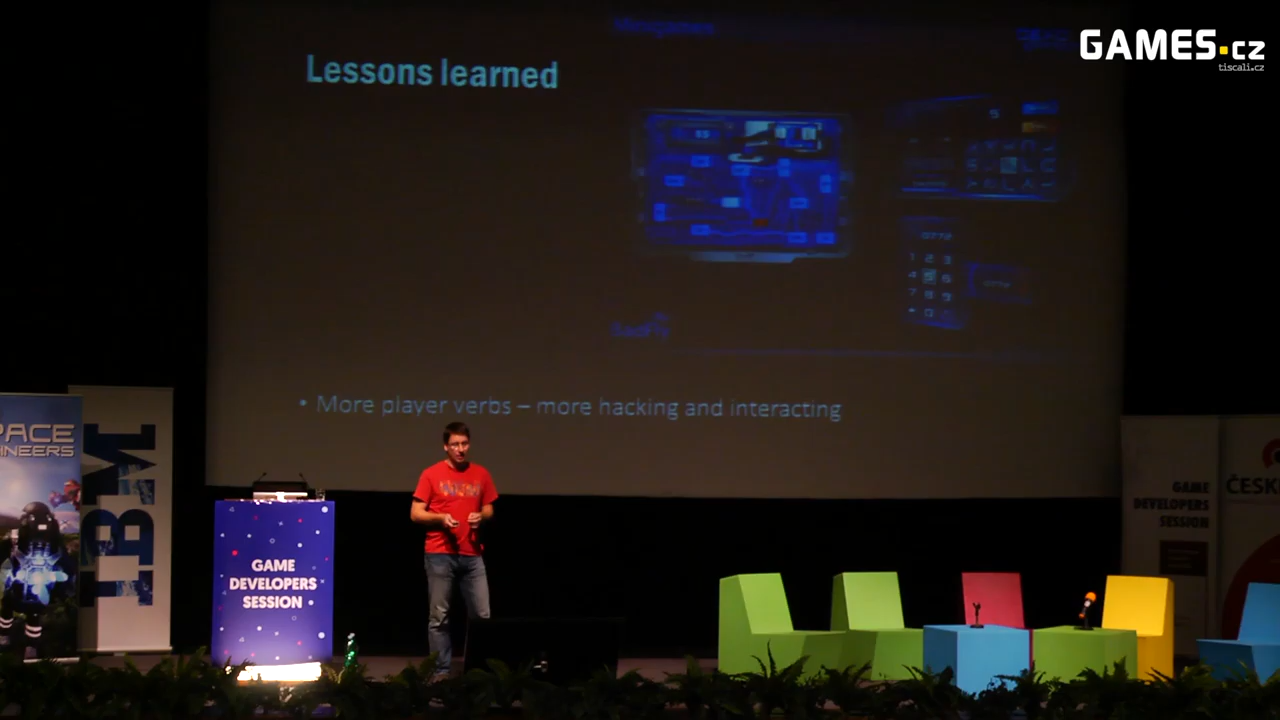 Lessons learned
GAMES.cz
tiscali.cz
Minigames
• More player verbs – more hacking and interacting
PACE
INEERS
IBM
GAME
DEVELOPERS
SESSION
GAME
DEVELOPERS
SESSION
ČESK